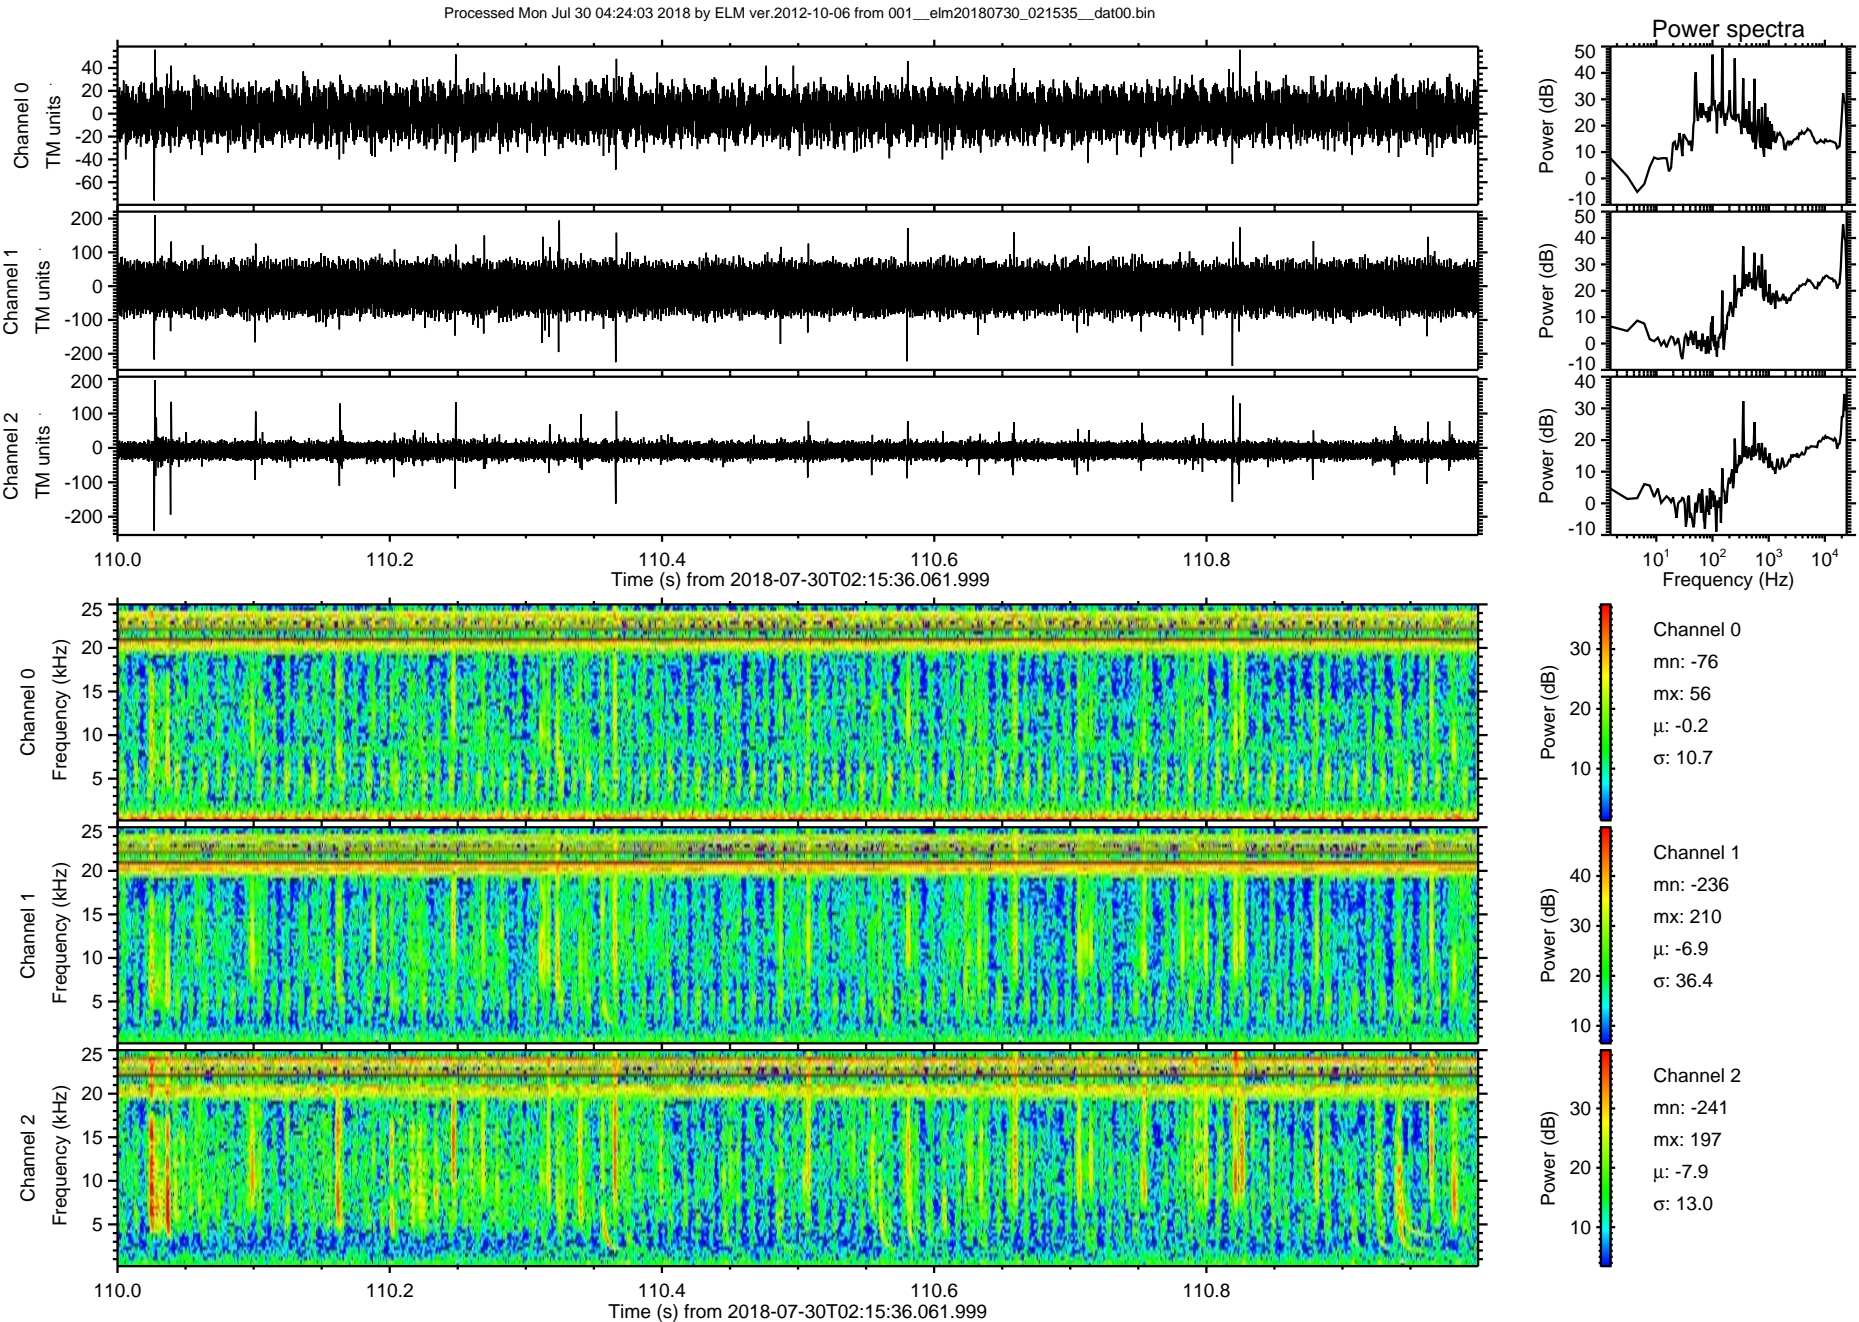 Processed Mon Jul 30 04:24:03 2018 by ELM ver.2012-10-06 from 001__elm20180730_021535__dat00.bin
Power spectra
Channel 0
TM units
40
20
0
-20
-40
-60
Power (dB)
50
40
30
20
10
0
-10
Channel 1
TM units
200
100
0
-100
-200
Power (dB)
50
40
30
20
10
0
-10
Channel 2
TM units
200
100
0
-100
-200
Power (dB)
40
30
20
10
0
-10
110.0 110.2 110.4 110.6 110.8
Time (s) from 2018-07-30T02:15:36.061.999
10¹ 10² 10³ 10⁴
Frequency (Hz)
Channel 0
Frequency (kHz)
25
20
15
10
5
Power (dB)
30
20
10
Channel 0
mn: -76
mx: 56
μ: -0.2
σ: 10.7
Channel 1
Frequency (kHz)
25
20
15
10
5
Power (dB)
40
30
20
10
Channel 1
mn: -236
mx: 210
μ: -6.9
σ: 36.4
Channel 2
Frequency (kHz)
25
20
15
10
5
Power (dB)
30
20
10
Channel 2
mn: -241
mx: 197
μ: -7.9
σ: 13.0
110.0 110.2 110.4 110.6 110.8
Time (s) from 2018-07-30T02:15:36.061.999